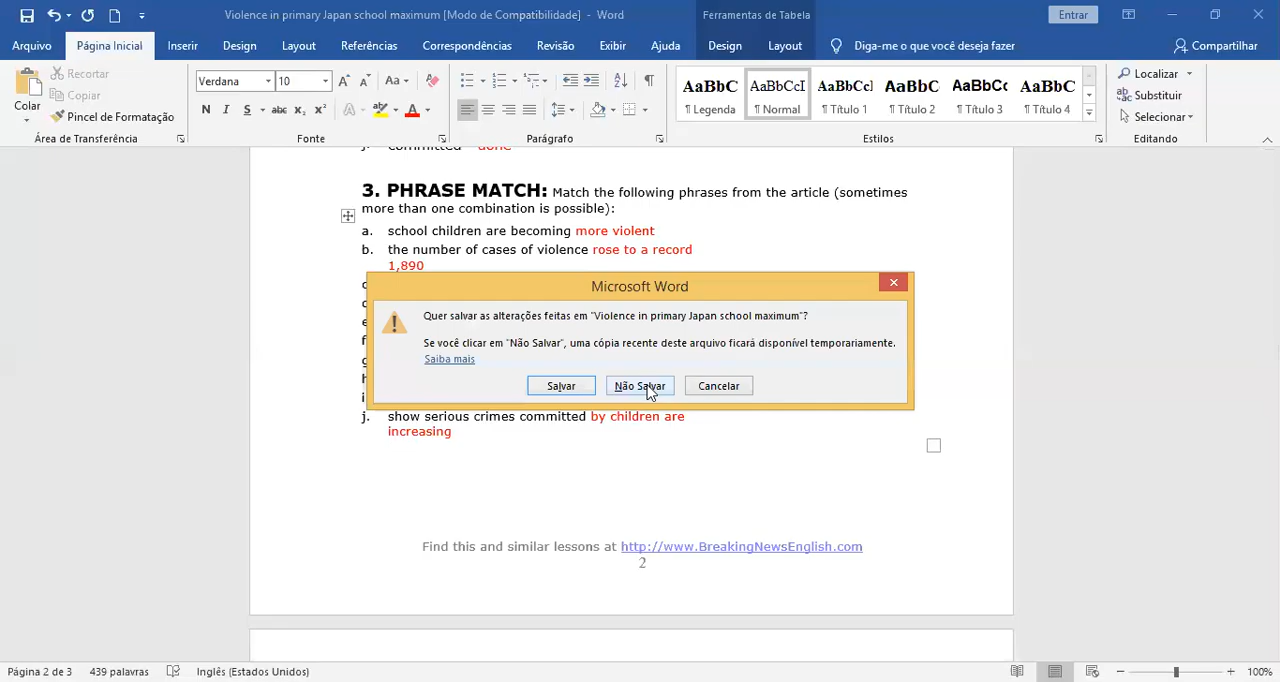 Violence in primary Japan school maximum [Modo de Compatibilidade] - Word
Ferramentas de Tabela
Entrar
Arquivo
Página Inicial
Inserir
Design
Layout
Referências
Correspondências
Revisão
Exibir
Ajuda
Design
Layout
Diga-me o que você deseja fazer
Compartilhar
Colar
Recortar
Copiar
Pincel de Formatação
Área de Transferência
Verdana
10
Aa
N I S abc x₂ x²
Fonte
Parágrafo
AaBbC AaBbCcI AaBbCcl AaBbC AaBbCc AaBbC
¶ Legenda ¶ Normal ¶ Título 1 ¶ Título 2 ¶ Título 3 ¶ Título 4
Estilos
Localizar
Substituir
Selecionar
Editando
committed done
3. PHRASE MATCH: Match the following phrases from the article (sometimes
more than one combination is possible):
a. school children are becoming more violent
b. the number of cases of violence rose to a record
1,890
Microsoft Word
Quer salvar as alterações feitas em "Violence in primary Japan school maximum"?
Se você clicar em "Não Salvar", uma cópia recente deste arquivo ficará disponível temporariamente.
Saiba mais
Salvar
Não Salvar
Cancelar
j. show serious crimes committed by children are
increasing
Find this and similar lessons at http://www.BreakingNewsEnglish.com
2
Página 2 de 3
439 palavras
Inglês (Estados Unidos)
100%